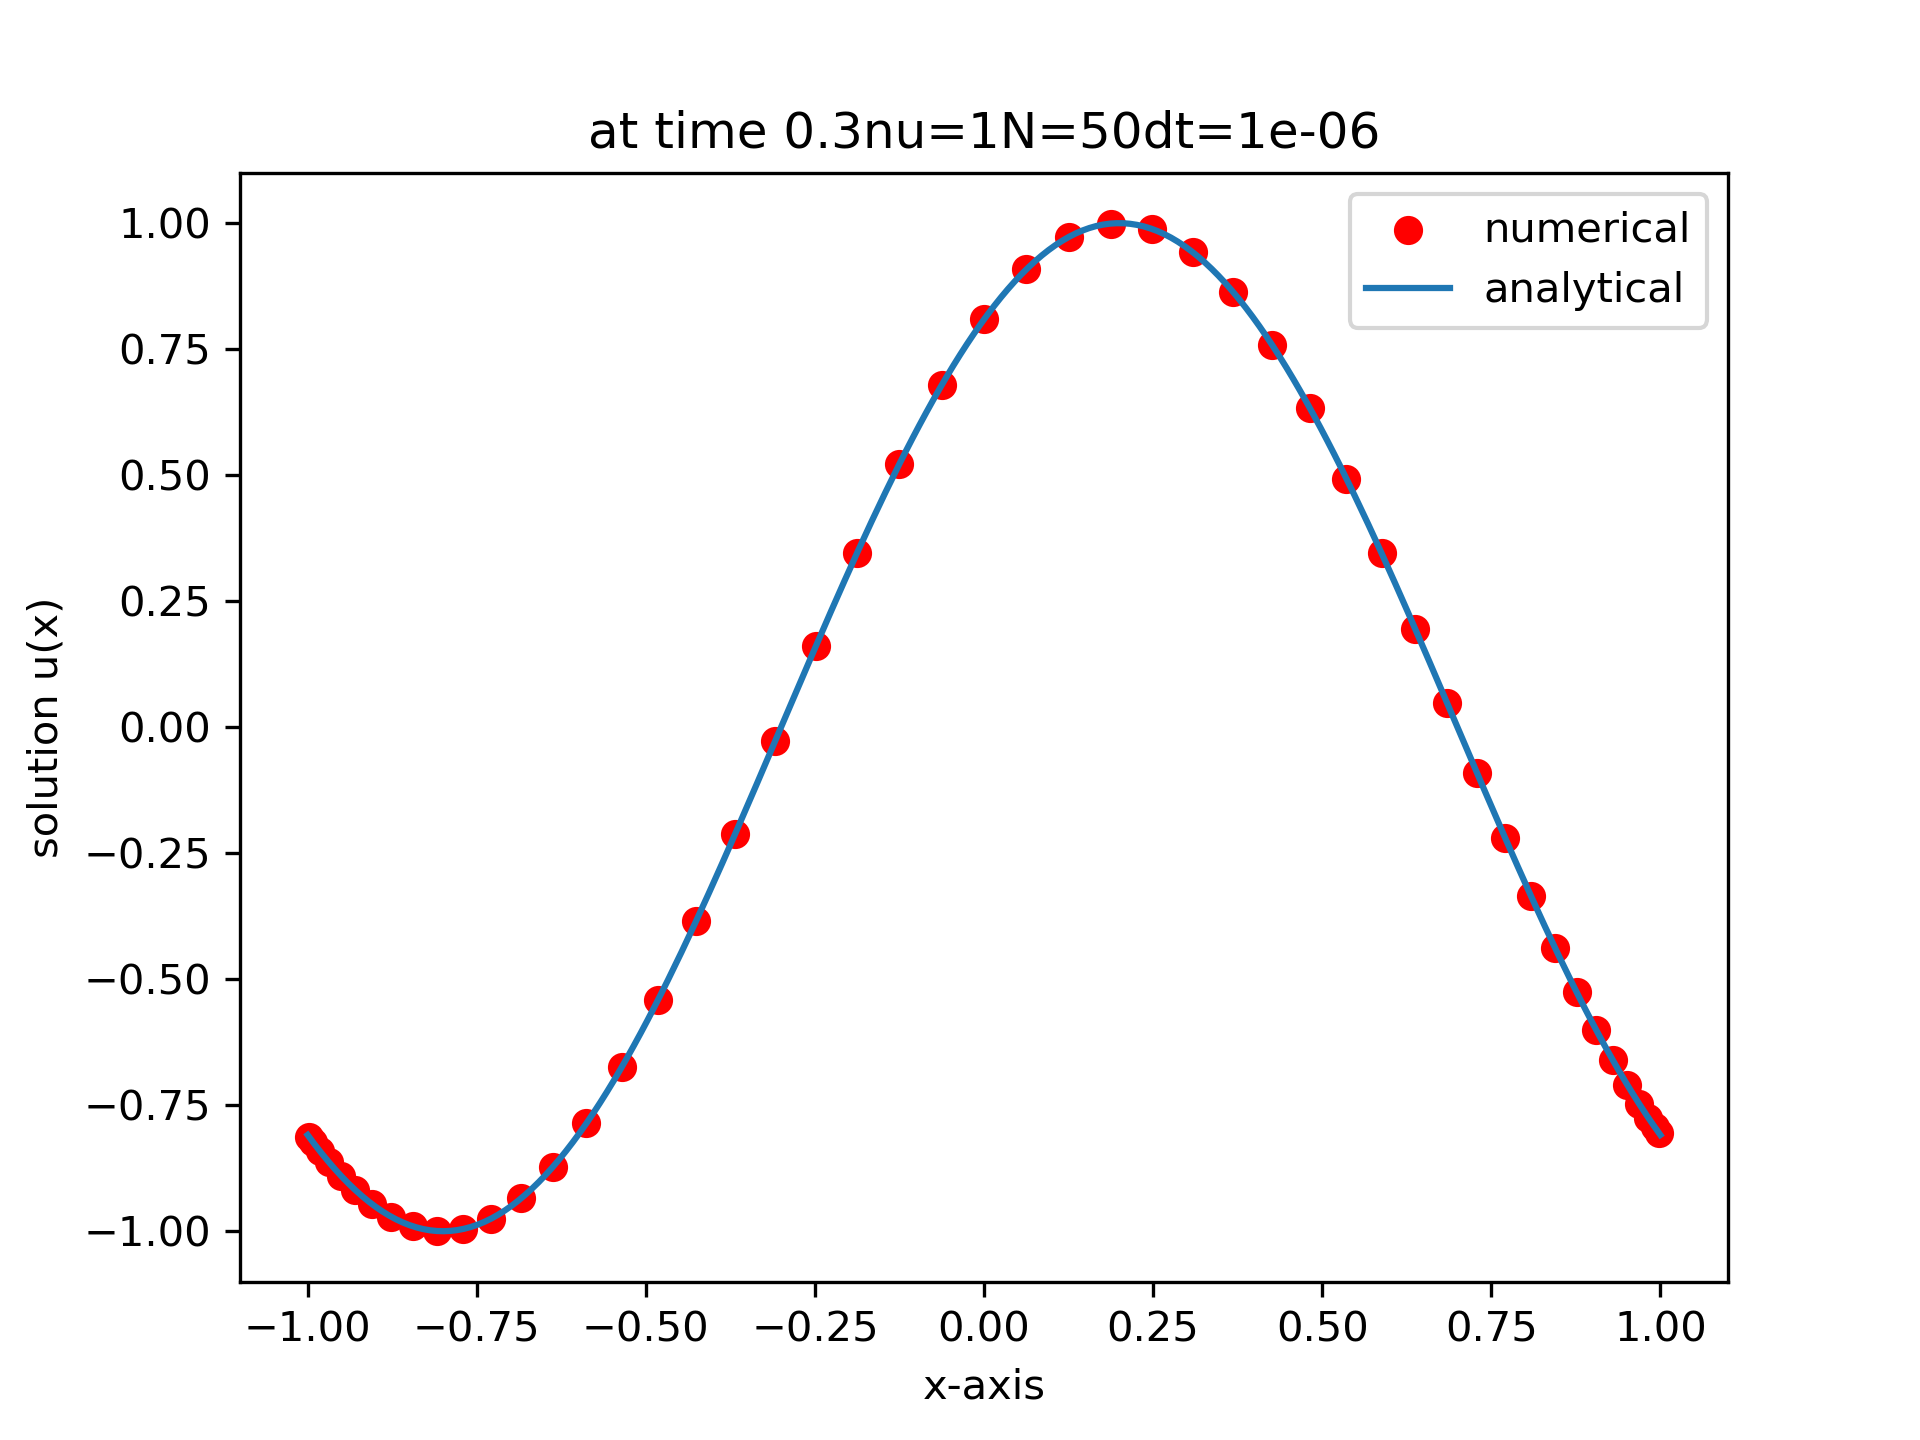 at time 0.3nu=1N=50dt=1e-06
numerical
analytical
1.00
0.75
0.50
0.25
0.00
−0.25
−0.50
−0.75
−1.00
solution u(x)
−1.00 −0.75 −0.50 −0.25 0.00 0.25 0.50 0.75 1.00
x-axis